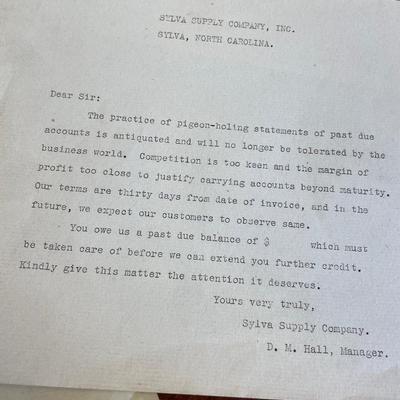 SYLVA SUPPLY COMPANY, INC.
SYLVA, NORTH CAROLINA.
Dear Sir:
The practice of pigeon-holing statements of past due
accounts is antiquated and will no longer be tolerated by the
business world. Competition is too keen and the margin of
profit too close to justify carrying accounts beyond maturity.
Our terms are thirty days from date of invoice, and in the
future, we expect our customers to observe same.
You owe us a past due balance of $ which must
be taken care of before we can extend you further credit.
Kindly give this matter the attention it deserves.
Yours very truly,
Sylva Supply Company.
D. M. Hall, Manager.